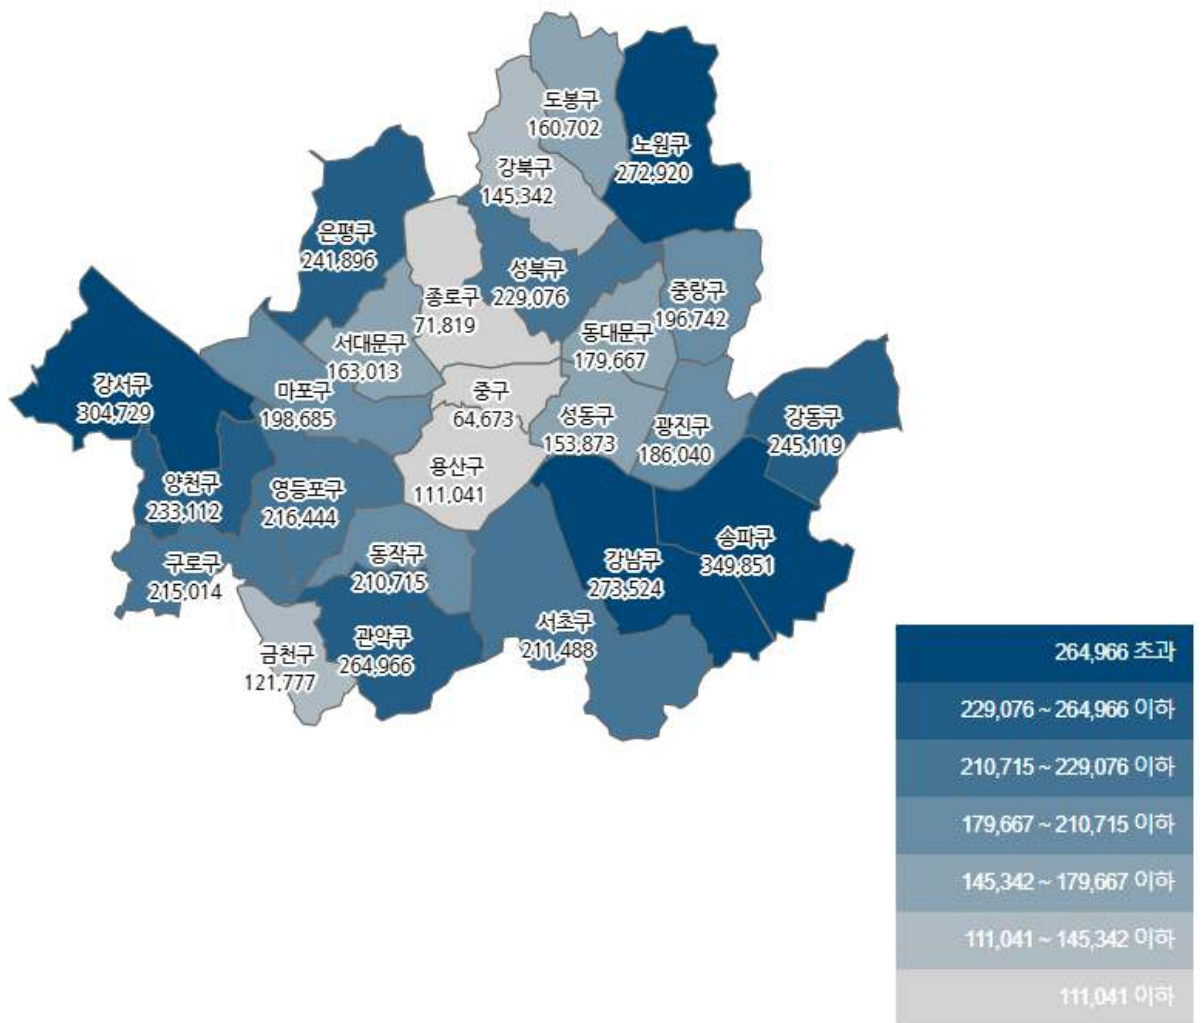 도봉구
160,702
노원구
272,920
강북구
145,342
은평구
241,896
성북구
229,076
종로구
71,819
중랑구
196,742
동대문구
179,667
서대문구
163,013
강서구
304,729
마포구
198,685
중구
64,673
성동구
153,873
광진구
186,040
강동구
245,119
용산구
111,041
양천구
233,112
영등포구
216,444
동작구
210,715
구로구
215,014
강남구
273,524
송파구
349,851
서초구
211,488
관악구
264,966
금천구
121,777
264,966 초과
229,076 ~ 264,966 이하
210,715 ~ 229,076 이하
179,667 ~ 210,715 이하
145,342 ~ 179,667 이하
111,041 ~ 145,342 이하
111,041 이하